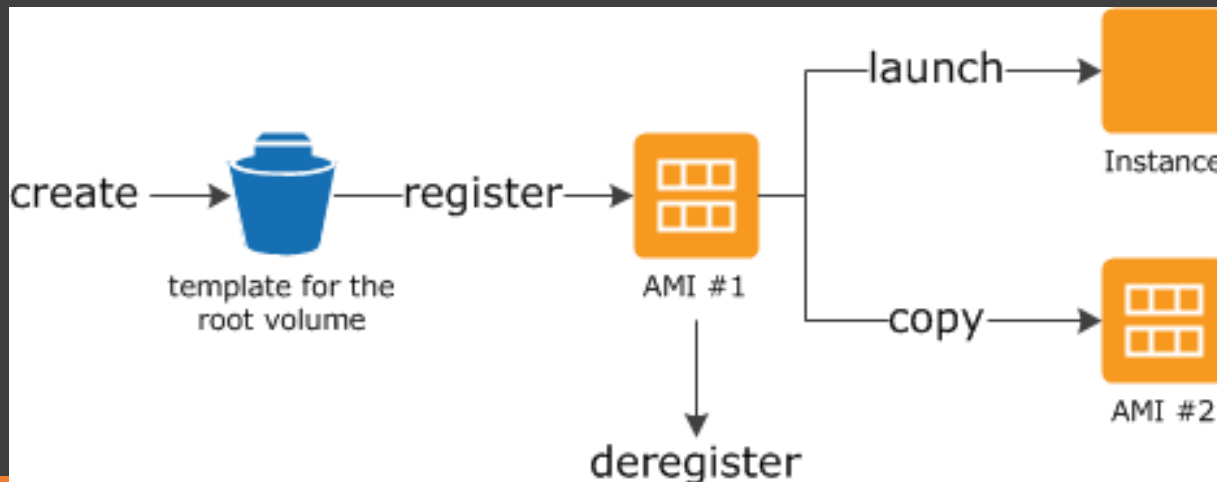 launch
Instance
create
register
template for the
root volume
AMI #1
copy
AMI #2
deregister